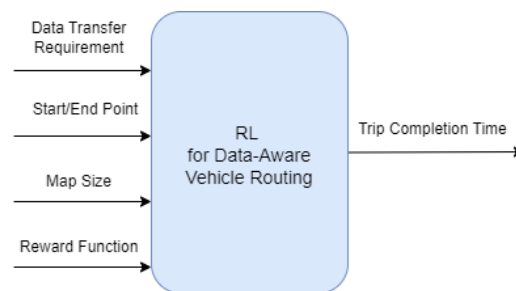 Data Transfer
Requirement
Start/End Point
Map Size
Reward Function
RL
for Data-Aware
Vehicle Routing
Trip Completion Time